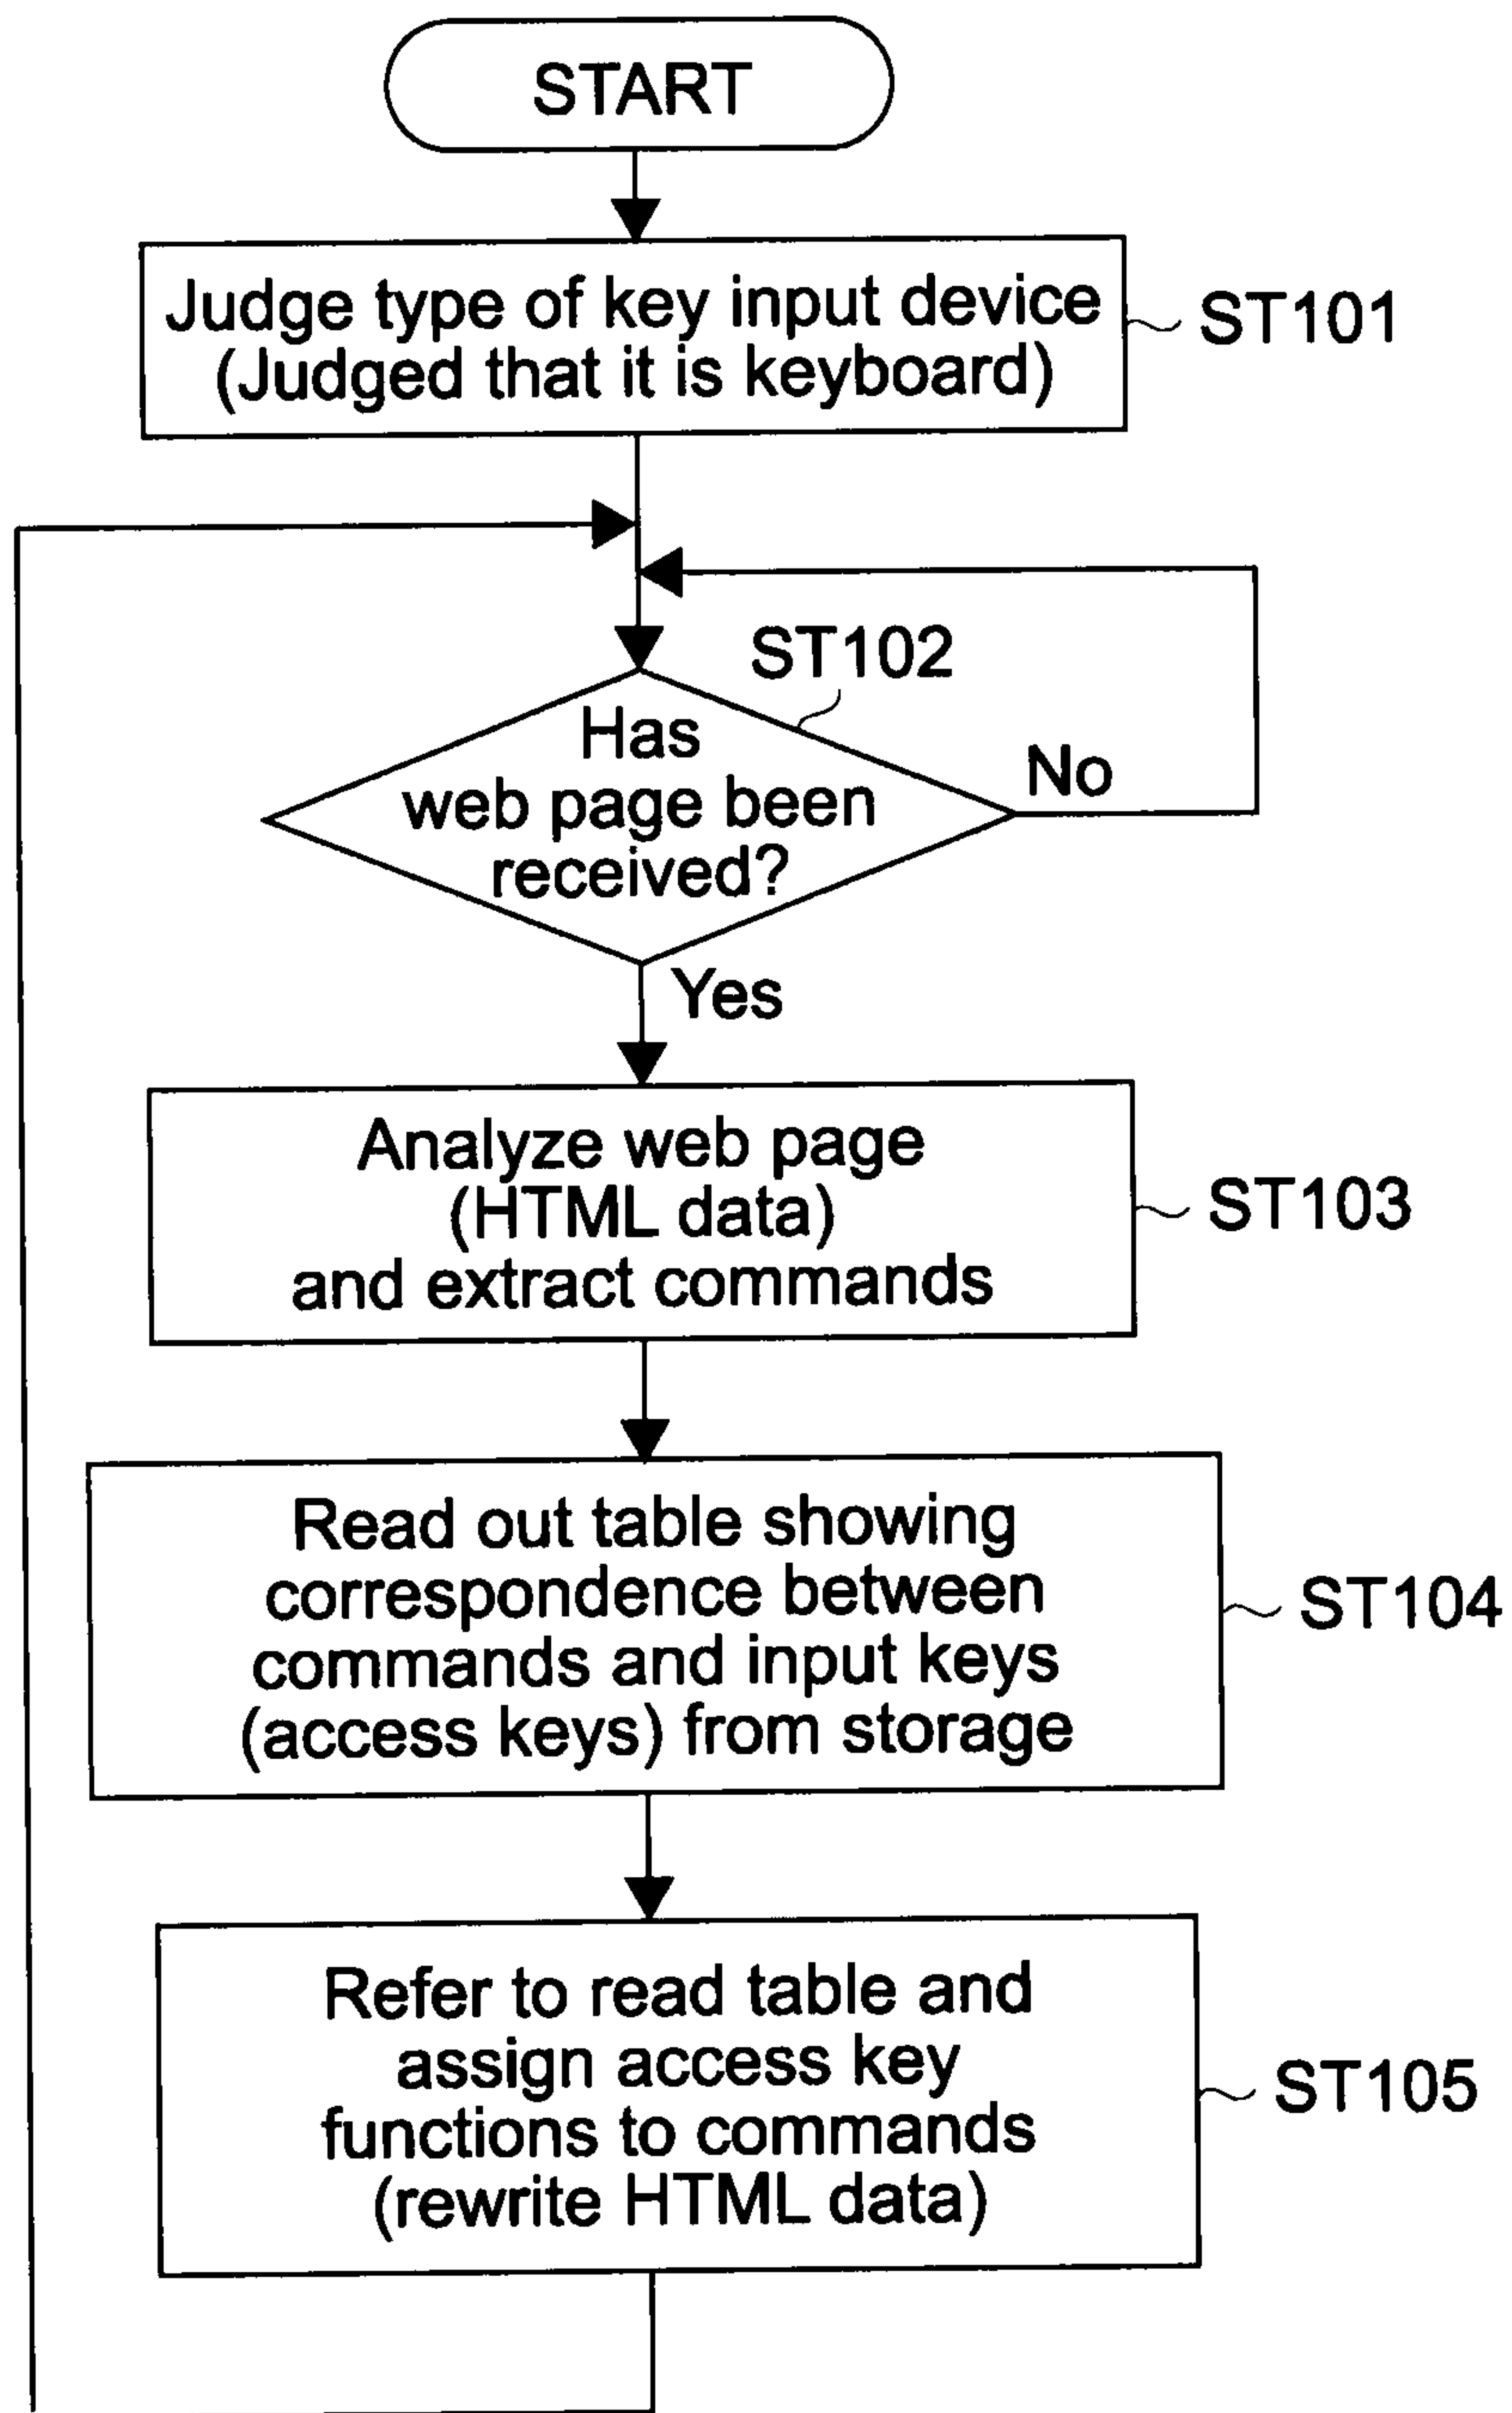 START
Judge type of key input device
(Judged that it is keyboard)
ST101
ST102
Has
web page been
received?
No
Yes
Analyze web page
(HTML data)
and extract commands
ST103
Read out table showing
correspondence between
commands and input keys
(access keys) from storage
ST104
Refer to read table and
assign access key
functions to commands
(rewrite HTML data)
ST105